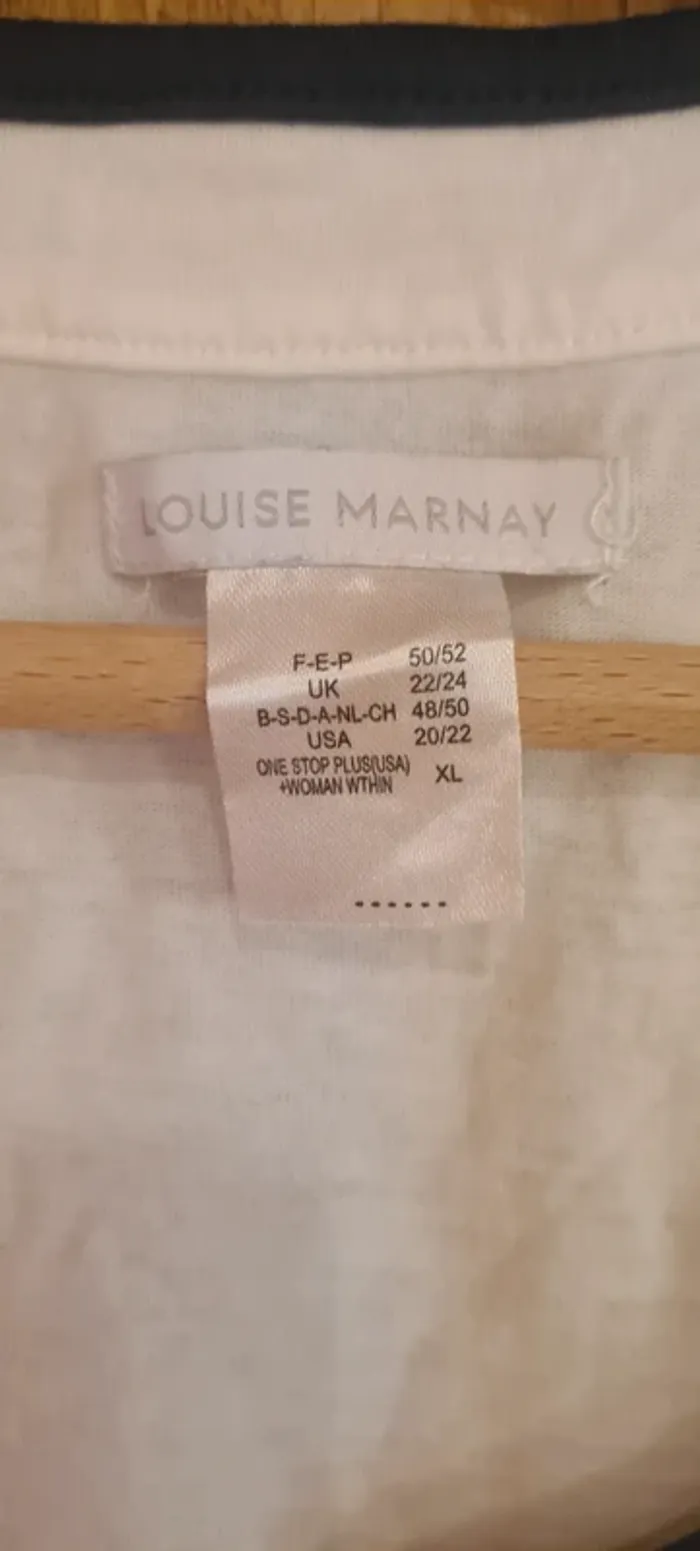 LOUISE MARNAY
F-E-P 50/52
UK 22/24
B-S-D-A-NL-CH 48/50
USA 20/22
ONE STOP PLUS(USA) XL
+WOMAN WTHIN
......